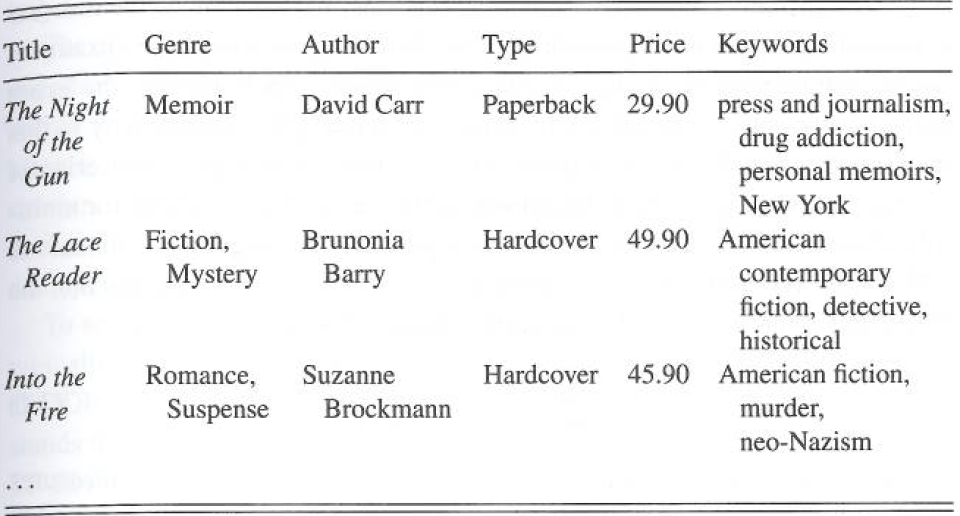 Title Genre Author Type Price Keywords
The Night Memoir David Carr Paperback 29.90 press and journalism,
of the drug addiction,
Gun personal memoirs,
New York
The Lace Fiction, Brunonia Hardcover 49.90 American
Reader Mystery Barry contemporary
fiction, detective,
historical
Into the Romance, Suzanne Hardcover 45.90 American fiction,
Fire Suspense Brockmann murder,
neo-Nazism
...